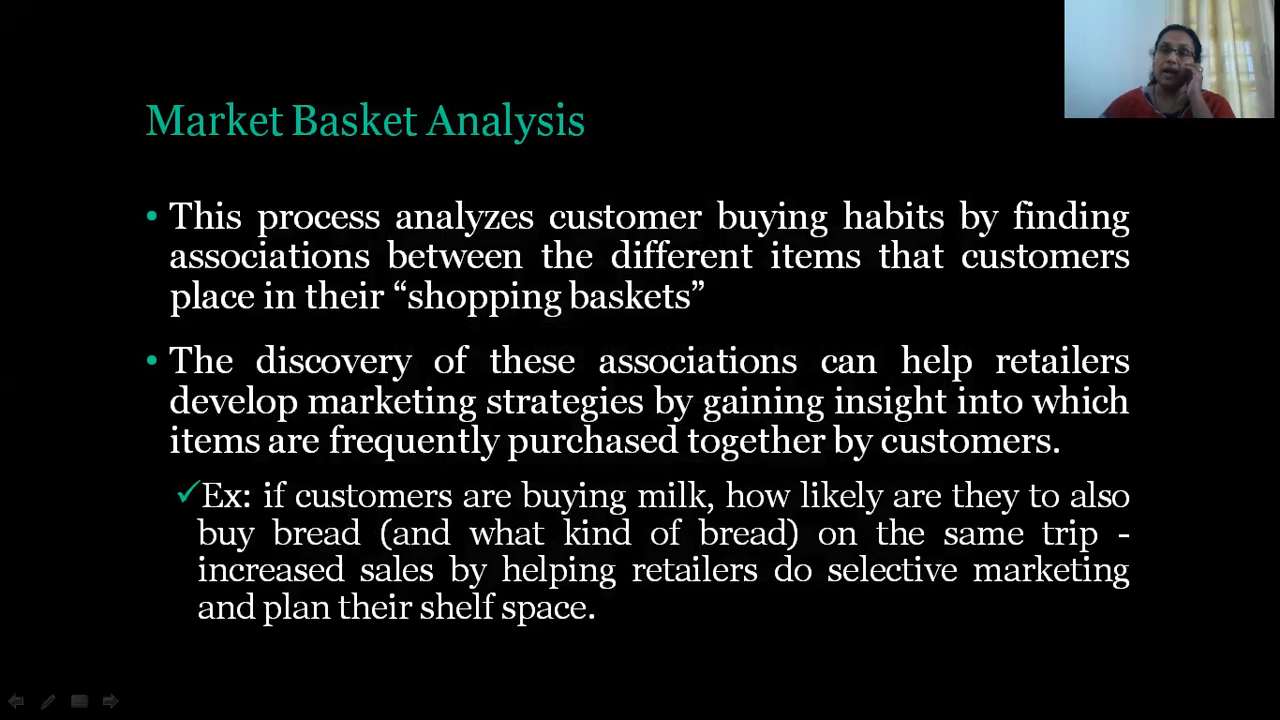 Market Basket Analysis
• This process analyzes customer buying habits by finding
associations between the different items that customers
place in their “shopping baskets”
• The discovery of these associations can help retailers
develop marketing strategies by gaining insight into which
items are frequently purchased together by customers.
✓Ex: if customers are buying milk, how likely are they to also
buy bread (and what kind of bread) on the same trip -
increased sales by helping retailers do selective marketing
and plan their shelf space.